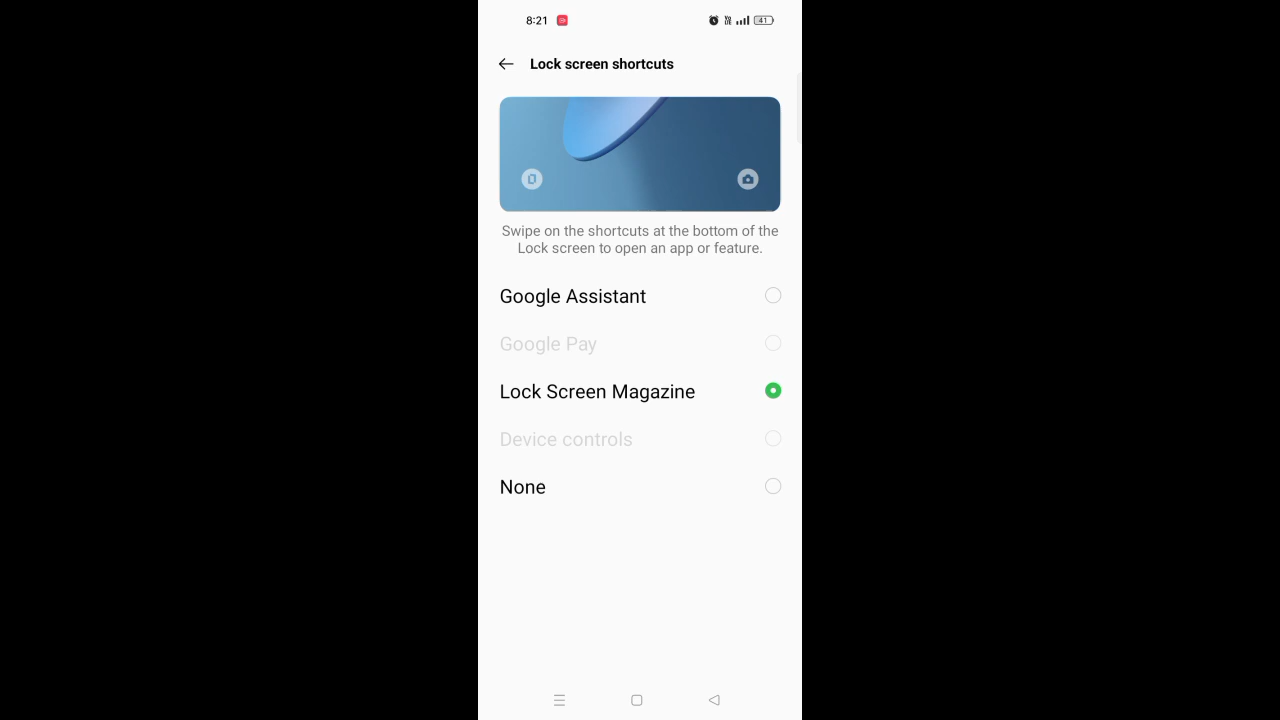 8:21
41
Lock screen shortcuts
Swipe on the shortcuts at the bottom of the
Lock screen to open an app or feature.
Google Assistant
Google Pay
Lock Screen Magazine
Device controls
None